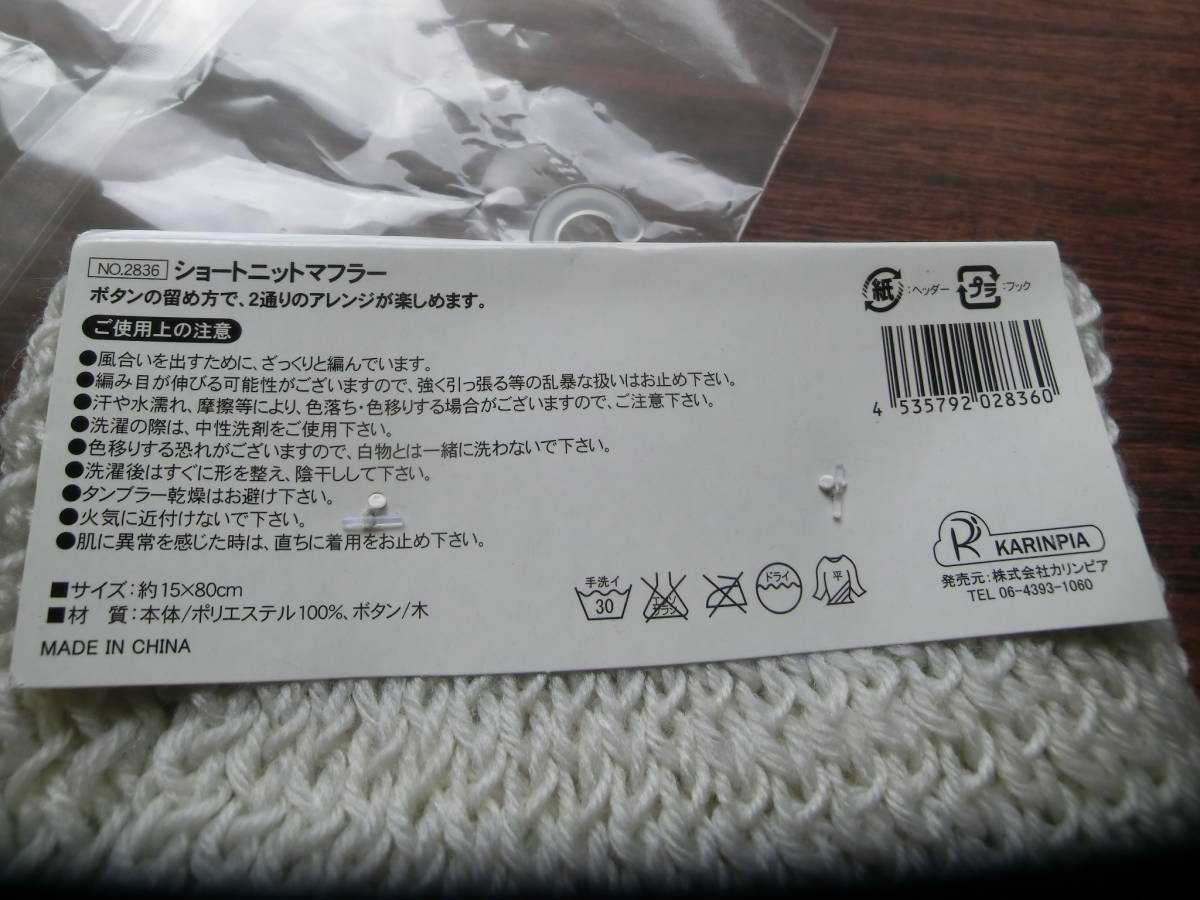 NO.2836 ショートニットマフラー
ボタンの留め方で、2通りのアレンジが楽しめます。
ご使用上の注意
●風合いを出すために、ざっくりと編んでいます。
●編み目が伸びる可能性がございますので、強く引っ張る等の乱暴な扱いはお止め下さい。
●汗や水濡れ、摩擦等により、色落ち・色移りする場合がございますので、ご注意下さい。
●洗濯の際は、中性洗剤をご使用下さい。
●色移りする恐れがございますので、白物とは一緒に洗わないで下さい。
●洗濯後はすぐに形を整え、陰干しして下さい。
●タンブラー乾燥はお避け下さい。
●火気に近付けないで下さい。
●肌に異常を感じた時は、直ちに着用をお止め下さい。
■サイズ：約15×80cm
■材　質：本体/ポリエステル100%、ボタン/木
MADE IN CHINA
紙：ヘッダー プラ：フック
4 535792 028360
手洗イ 30
エンソサラシ
ドライ
平
KARINPIA
発売元：株式会社カリンピア
TEL 06-4393-1060